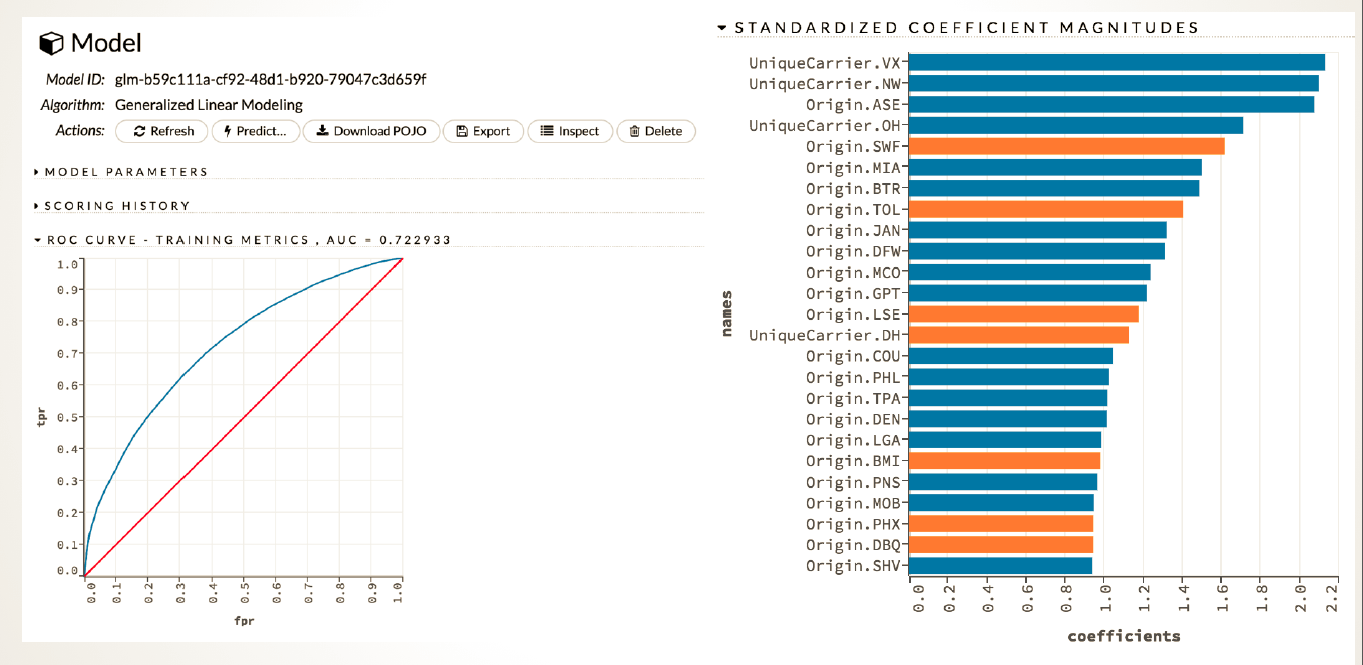 Model
Model ID: glm-b59c111a-cf92-48d1-b920-79047c3d659f
Algorithm: Generalized Linear Modeling
Actions: Refresh Predict... Download POJO Export Inspect Delete
MODEL PARAMETERS
SCORING HISTORY
ROC CURVE - TRAINING METRICS , AUC = 0.722933
tpr
1.0
0.9
0.8
0.7
0.6
0.5
0.4
0.3
0.2
0.1
0.0
0.0 0.1 0.2 0.3 0.4 0.5 0.6 0.7 0.8 0.9 1.0
fpr
STANDARDIZED COEFFICIENT MAGNITUDES
names
UniqueCarrier.VX
UniqueCarrier.NW
Origin.ASE
UniqueCarrier.OH
Origin.SWF
Origin.MIA
Origin.BTR
Origin.TOL
Origin.JAN
Origin.DFW
Origin.MCO
Origin.GPT
Origin.LSE
UniqueCarrier.DH
Origin.COU
Origin.PHL
Origin.TPA
Origin.DEN
Origin.LGA
Origin.BMI
Origin.PNS
Origin.MOB
Origin.PHX
Origin.DBQ
Origin.SHV
0.0 0.2 0.4 0.6 0.8 1.0 1.2 1.4 1.6 1.8 2.0 2.2
coefficients